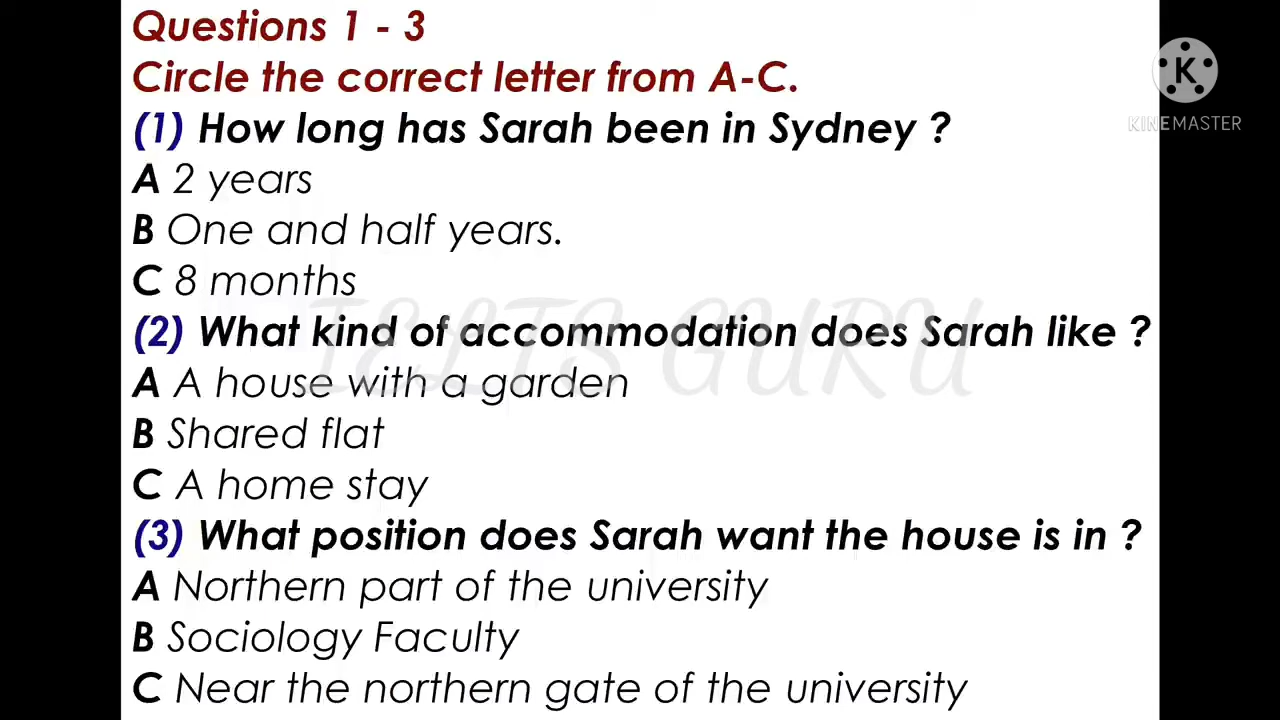 Questions 1 - 3
Circle the correct letter from A-C.
(1) How long has Sarah been in Sydney ?
A 2 years
B One and half years.
C 8 months
(2) What kind of accommodation does Sarah like ?
A A house with a garden
B Shared flat
C A home stay
(3) What position does Sarah want the house is in ?
A Northern part of the university
B Sociology Faculty
C Near the northern gate of the university
K
KINEMASTER
IELTS GURU